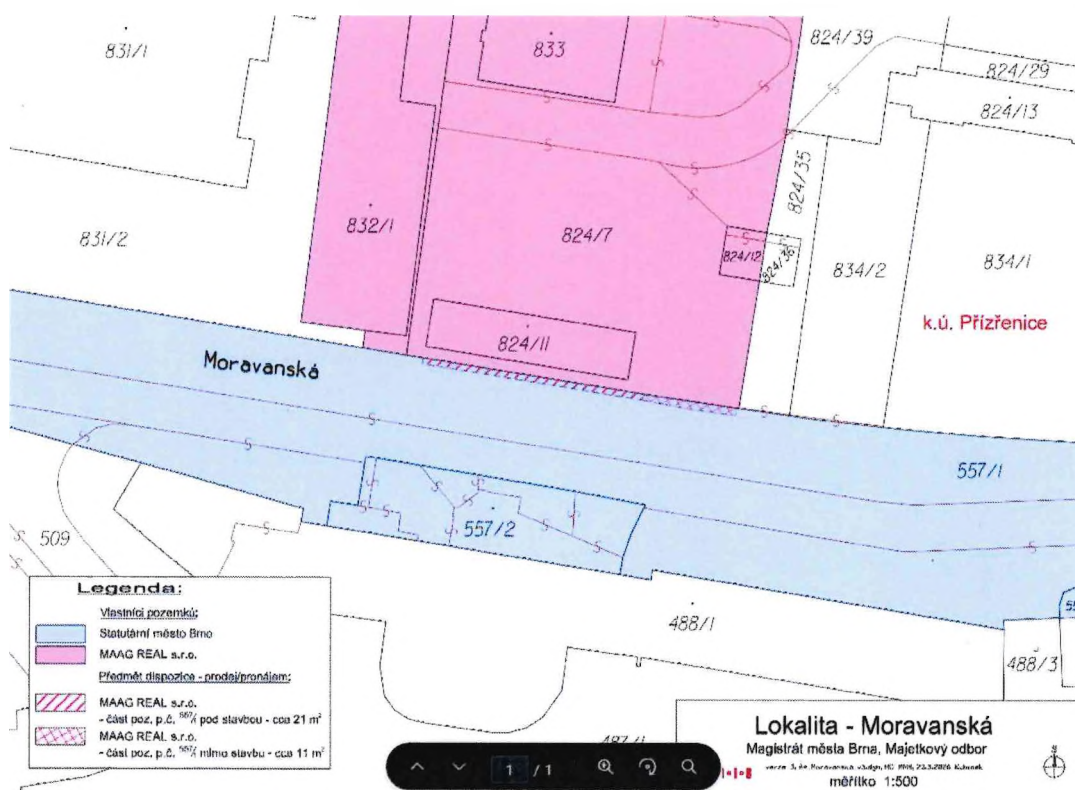 831/1
833
824/39
824/29
824/13
824/35
832/1
824/7
831/2
824/12
824/36
834/2
834/1
k.ú. Přízřenice
824/11
Moravanská
557/1
557/2
509
488/1
488/3
Legenda:
Vlastníci pozemků:
Statutární město Brno
MAAG REAL s.r.o.
Předmět dispozice - prodej/pronájem:
MAAG REAL s.r.o.
- část poz. p.č. 557/ pod stavbou - cca 21 m²
MAAG REAL s.r.o.
- část poz. p.č. 557/ mimo stavbu - cca 11 m²
Lokalita - Moravanská
Magistrát města Brna, Majetkový odbor
měřítko 1:500
1 / 1